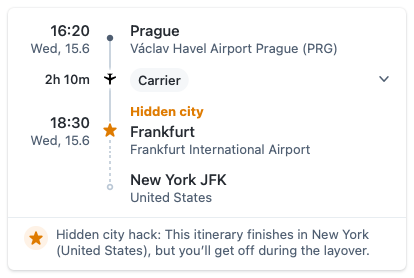 16:20 Prague
Wed, 15.6 Václav Havel Airport Prague (PRG)
2h 10m Carrier
Hidden city
18:30 Frankfurt
Wed, 15.6 Frankfurt International Airport
New York JFK
United States
Hidden city hack: This itinerary finishes in New York
(United States), but you’ll get off during the layover.